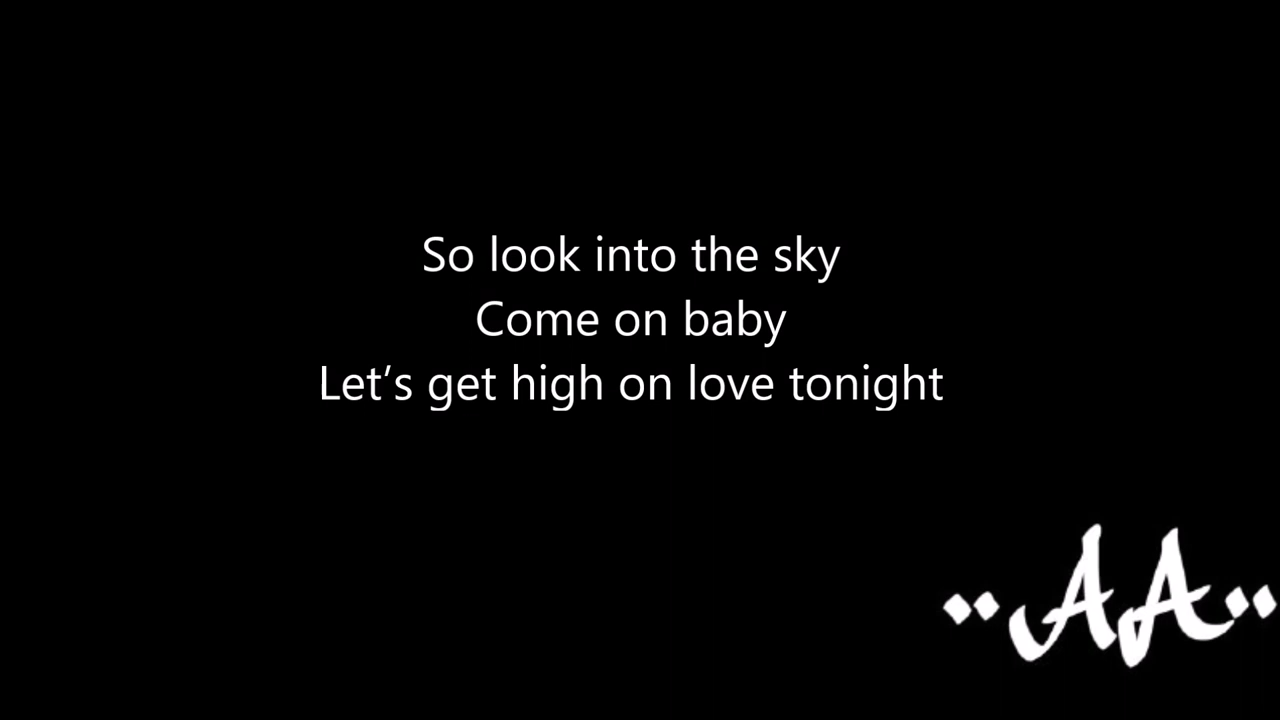 So look into the sky
Come on baby
Let’s get high on love tonight
••AA••